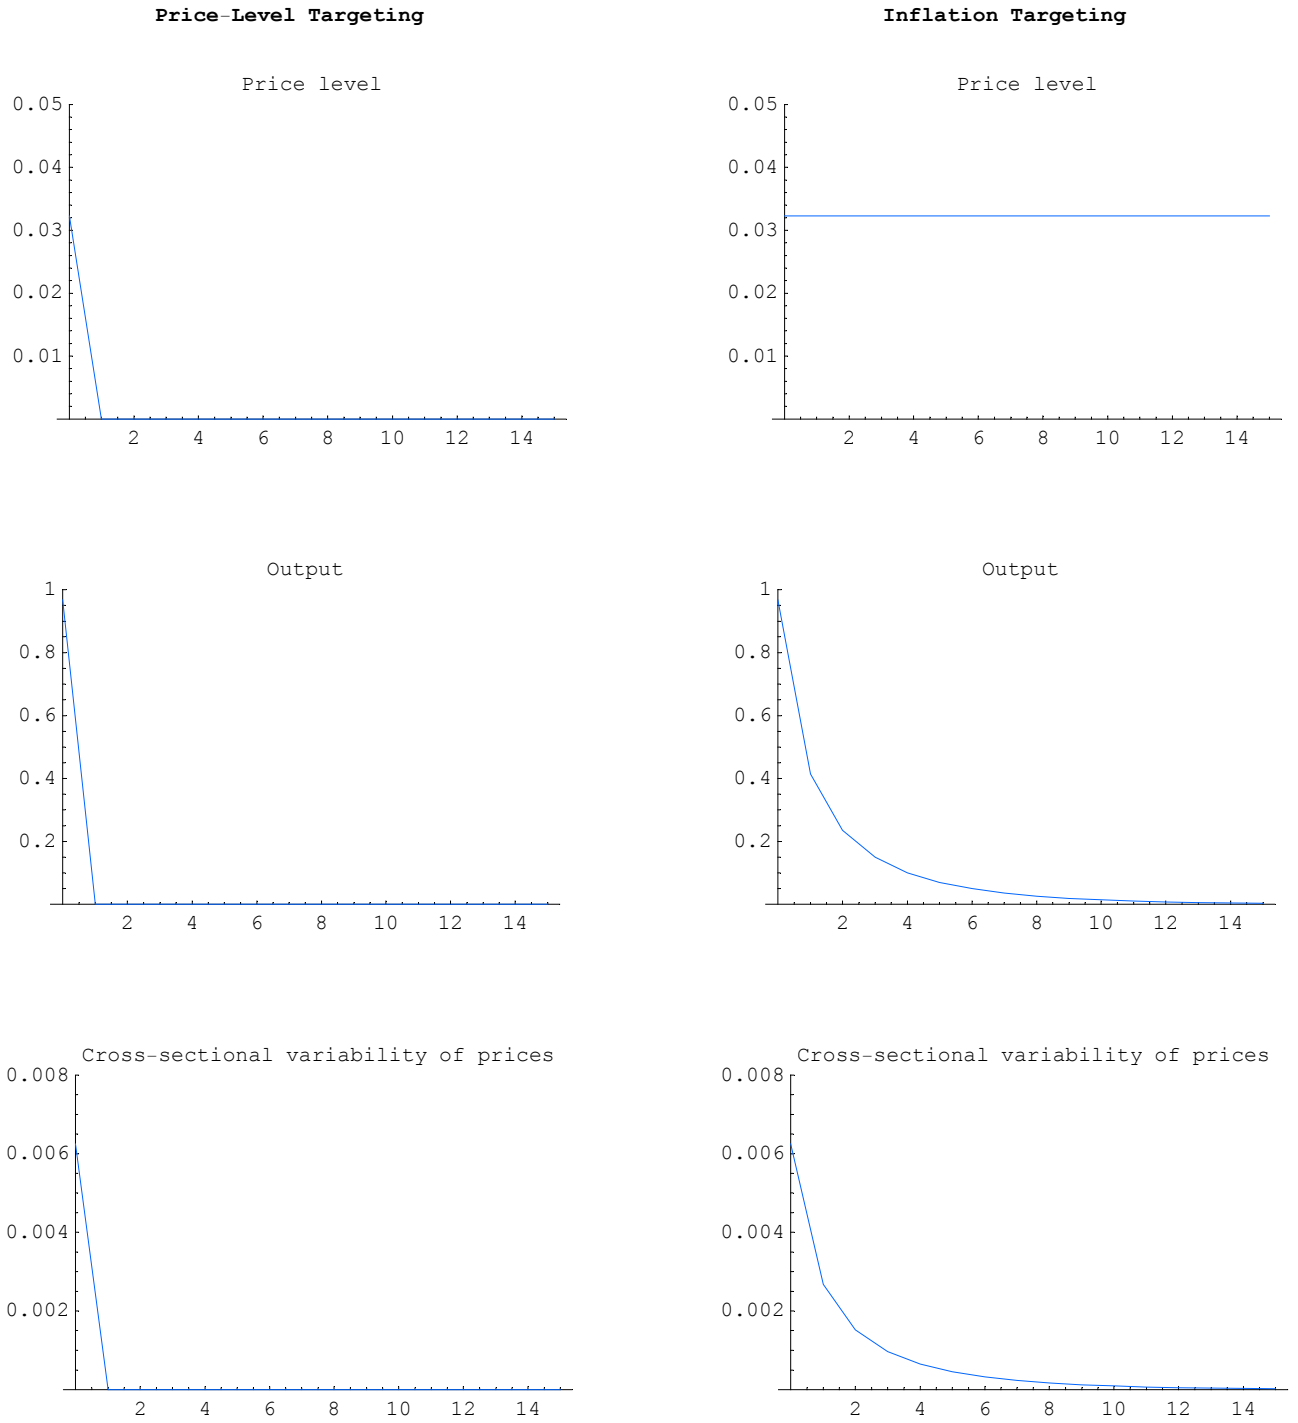 Price-Level Targeting
Inflation Targeting
Price level
0.05
0.04
0.03
0.02
0.01
2 4 6 8 10 12 14
Price level
0.05
0.04
0.03
0.02
0.01
2 4 6 8 10 12 14
Output
1
0.8
0.6
0.4
0.2
2 4 6 8 10 12 14
Output
1
0.8
0.6
0.4
0.2
2 4 6 8 10 12 14
Cross-sectional variability of prices
0.008
0.006
0.004
0.002
2 4 6 8 10 12 14
Cross-sectional variability of prices
0.008
0.006
0.004
0.002
2 4 6 8 10 12 14